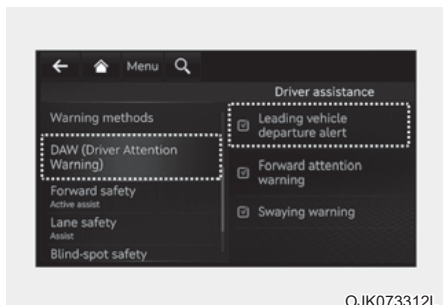 Menu
Driver assistance
Warning methods
DAW (Driver Attention
Warning)
Forward safety
Active assist
Lane safety
Assist
Blind-spot safety
Leading vehicle
departure alert
Forward attention
warning
Swaying warning
OJK073312L